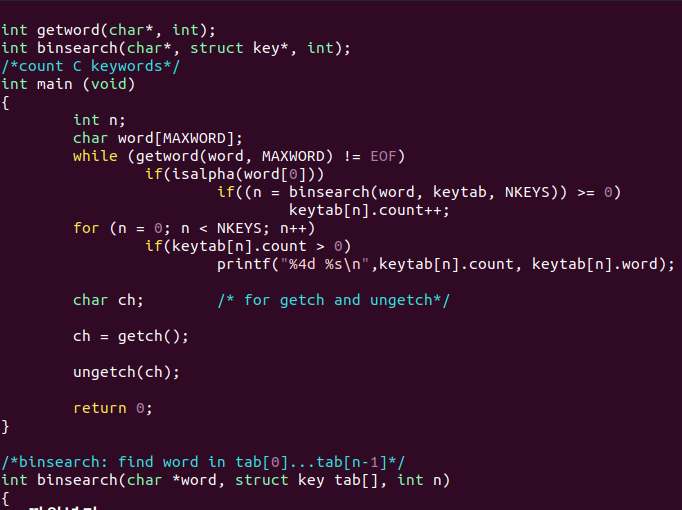 int getword(char*, int);
int binsearch(char*, struct key*, int);
/*count C keywords*/
int main (void)
{
int n;
char word[MAXWORD];
while (getword(word, MAXWORD) != EOF)
if(isalpha(word[0]))
if((n = binsearch(word, keytab, NKEYS)) >= 0)
keytab[n].count++;
for (n = 0; n < NKEYS; n++)
if(keytab[n].count > 0)
printf("%4d %s\n",keytab[n].count, keytab[n].word);
char ch; /* for getch and ungetch*/
ch = getch();
ungetch(ch);
return 0;
}
/*binsearch: find word in tab[0]...tab[n-1]*/
int binsearch(char *word, struct key tab[], int n)
{